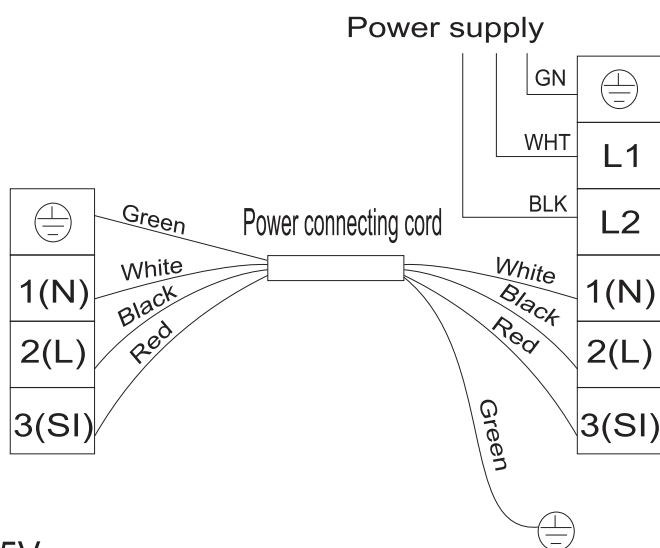 Power supply
GN
L1
WHT
L2
BLK
Power connecting cord
Green
White
Black
Red
1(N)
2(L)
3(SI)
White
Black
Red
Green
1(N)
2(L)
3(SI)
5V